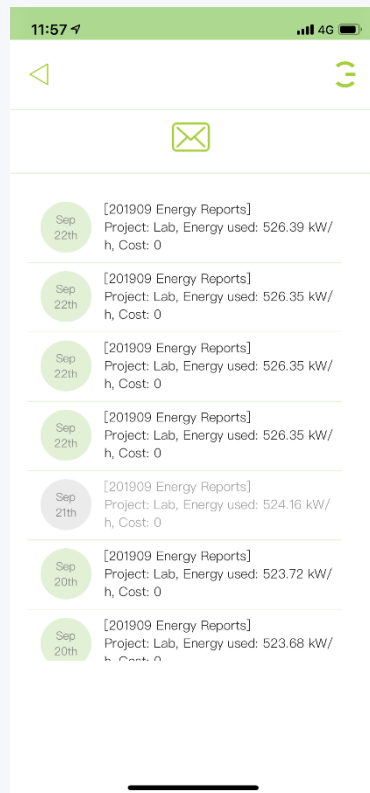 11:57
4G
[201909 Energy Reports]
Sep
22th
Project: Lab, Energy used: 526.39 kW/
h, Cost: 0
[201909 Energy Reports]
Sep
22th
Project: Lab, Energy used: 526.35 kW/
h, Cost: 0
[201909 Energy Reports]
Sep
22th
Project: Lab, Energy used: 526.35 kW/
h, Cost: 0
[201909 Energy Reports]
Sep
22th
Project: Lab, Energy used: 526.35 kW/
h, Cost: 0
[201909 Energy Reports]
Sep
21th
Project: Lab, Energy used: 524.16 kW/
h, Cost: 0
[201909 Energy Reports]
Sep
20th
Project: Lab, Energy used: 523.72 kW/
h, Cost: 0
[201909 Energy Reports]
Sep
20th
Project: Lab, Energy used: 523.68 kW/
h, Cost: 0